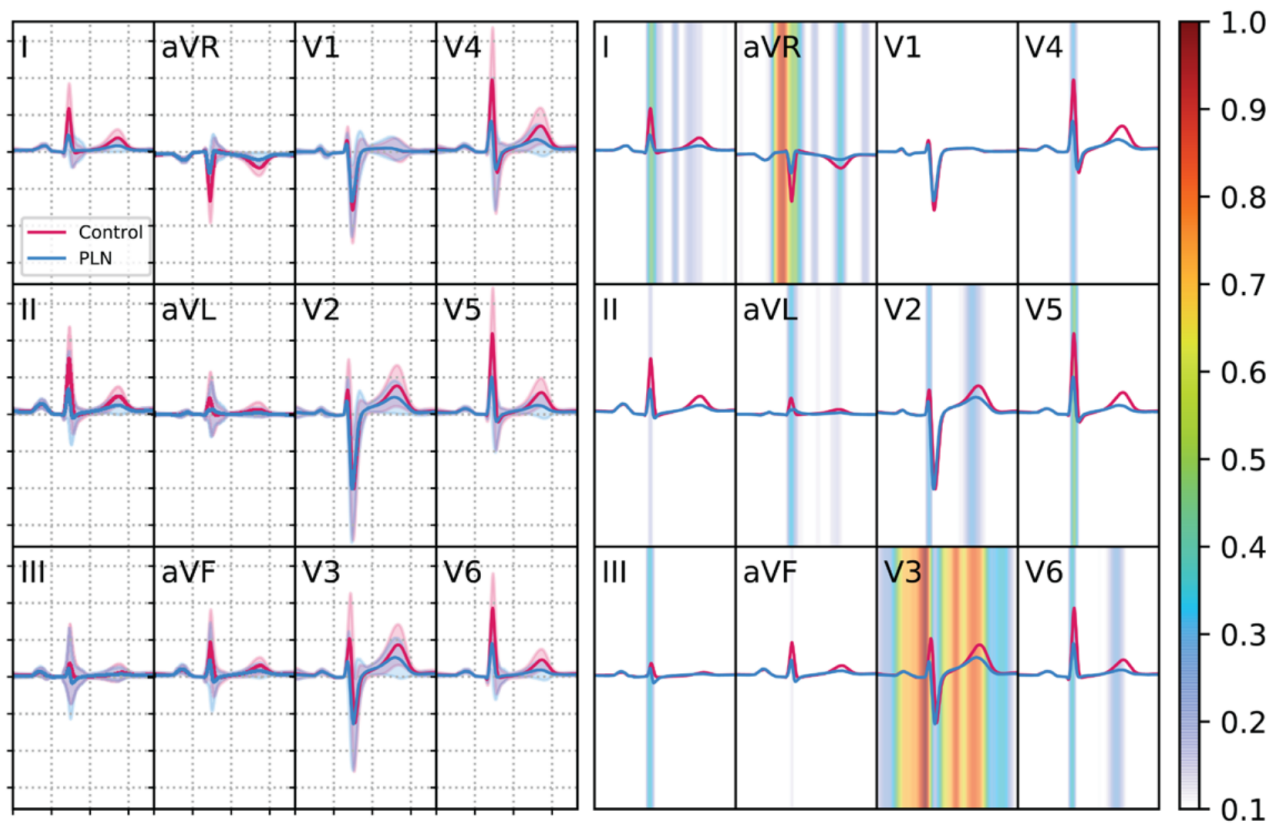 I aVR V1 V4
Control
PLN
II aVL V2 V5
III aVF V3 V6
I aVR V1 V4
II aVL V2 V5
III aVF V3 V6
1.0
0.9
0.8
0.7
0.6
0.5
0.4
0.3
0.2
0.1